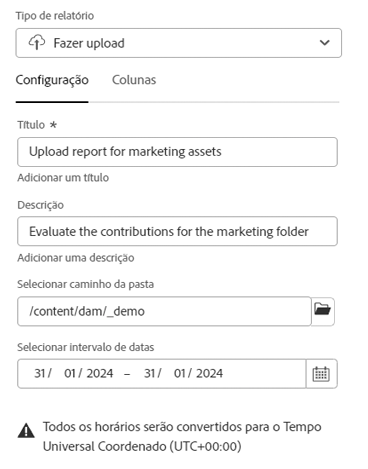 Tipo de relatório
Fazer upload
Configuração Colunas
Título *
Upload report for marketing assets
Adicionar um título
Descrição
Evaluate the contributions for the marketing folder
Adicionar uma descrição
Selecionar caminho da pasta
/content/dam/_demo
Selecionar intervalo de datas
31/ 01/ 2024 – 31/ 01/ 2024
Todos os horários serão convertidos para o Tempo
Universal Coordenado (UTC+00:00)